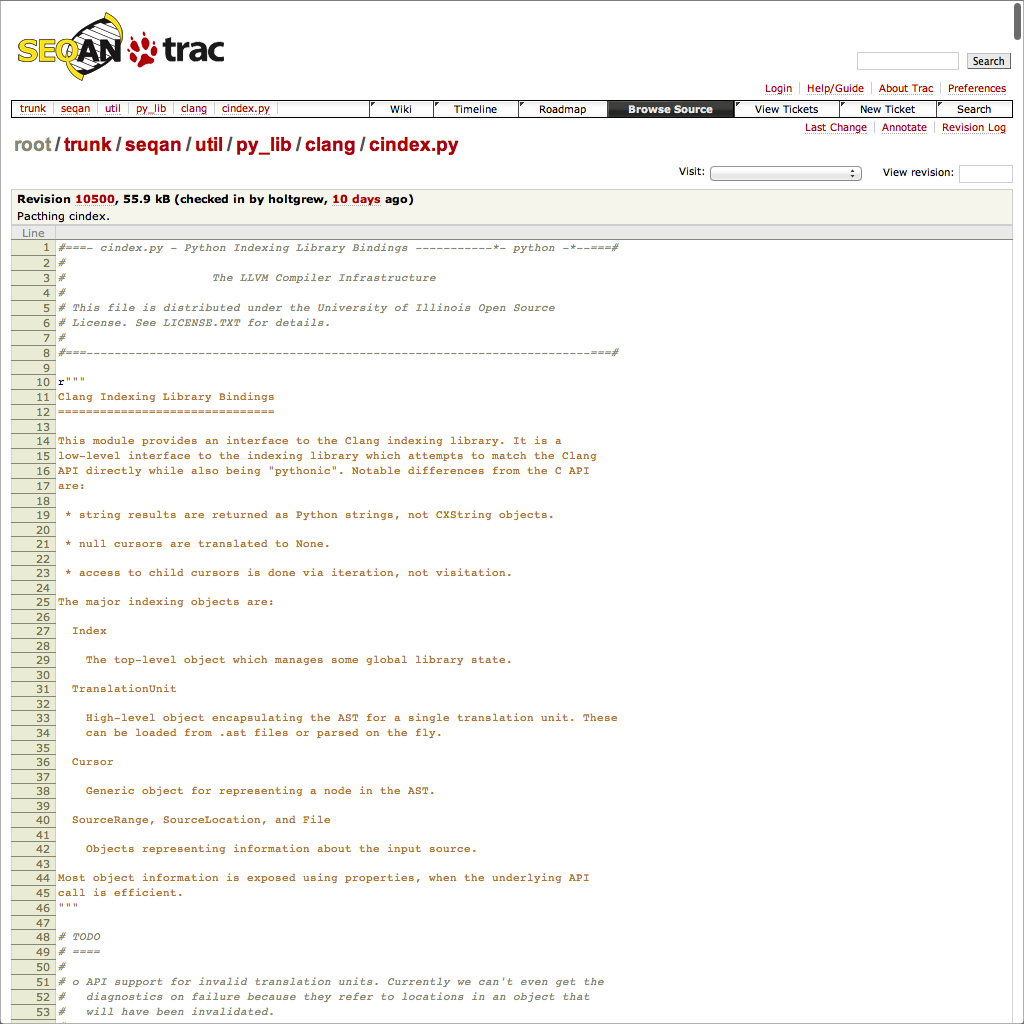 SEQAN trac
Search
Login Help/Guide About Trac Preferences
trunk seqan util py_lib clang cindex.py Wiki Timeline Roadmap Browse Source View Tickets New Ticket Search
Last Change Annotate Revision Log
root / trunk / seqan / util / py_lib / clang / cindex.py
Visit: View revision:
Revision 10500, 55.9 kB (checked in by holtgrew, 10 days ago)
Pacthing cindex.
Line
1 #===- cindex.py - Python Indexing Library Bindings -----------*- python -*--===#
2 #
3 # The LLVM Compiler Infrastructure
4 #
5 # This file is distributed under the University of Illinois Open Source
6 # License. See LICENSE.TXT for details.
7 #
8 #===------------------------------------------------------------------------===#
9
10 r"""
11 Clang Indexing Library Bindings
12 ===============================
13
14 This module provides an interface to the Clang indexing library. It is a
15 low-level interface to the indexing library which attempts to match the Clang
16 API directly while also being "pythonic". Notable differences from the C API
17 are:
18
19 * string results are returned as Python strings, not CXString objects.
20
21 * null cursors are translated to None.
22
23 * access to child cursors is done via iteration, not visitation.
24
25 The major indexing objects are:
26
27 Index
28
29 The top-level object which manages some global library state.
30
31 TranslationUnit
32
33 High-level object encapsulating the AST for a single translation unit. These
34 can be loaded from .ast files or parsed on the fly.
35
36 Cursor
37
38 Generic object for representing a node in the AST.
39
40 SourceRange, SourceLocation, and File
41
42 Objects representing information about the input source.
43
44 Most object information is exposed using properties, when the underlying API
45 call is efficient.
46 """
47
48 # TODO
49 # ====
50 #
51 # o API support for invalid translation units. Currently we can't even get the
52 # diagnostics on failure because they refer to locations in an object that
53 # will have been invalidated.